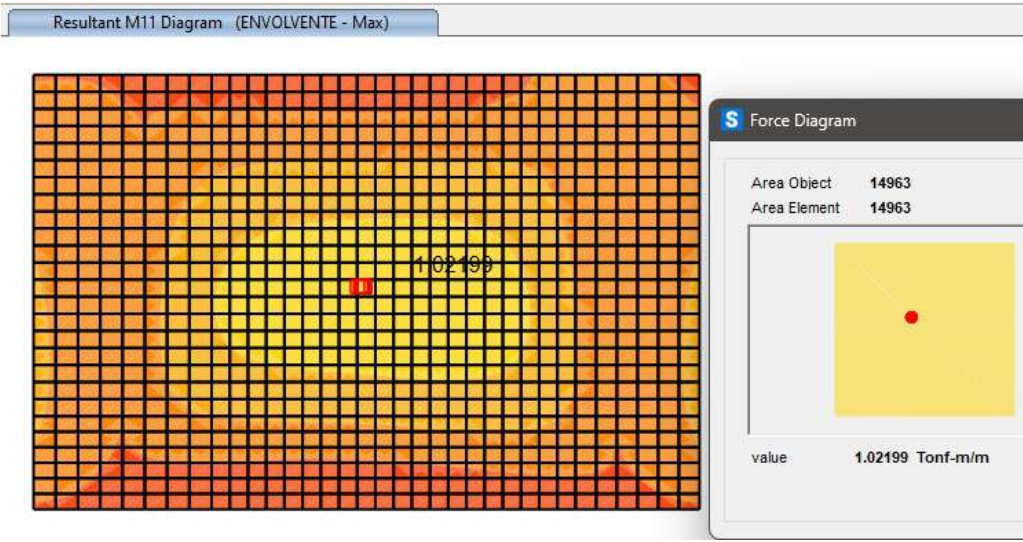 Resultant M11 Diagram (ENVOLVENTE - Max)
1.02199
S Force Diagram
Area Object 14963
Area Element 14963
value 1.02199 Tonf-m/m